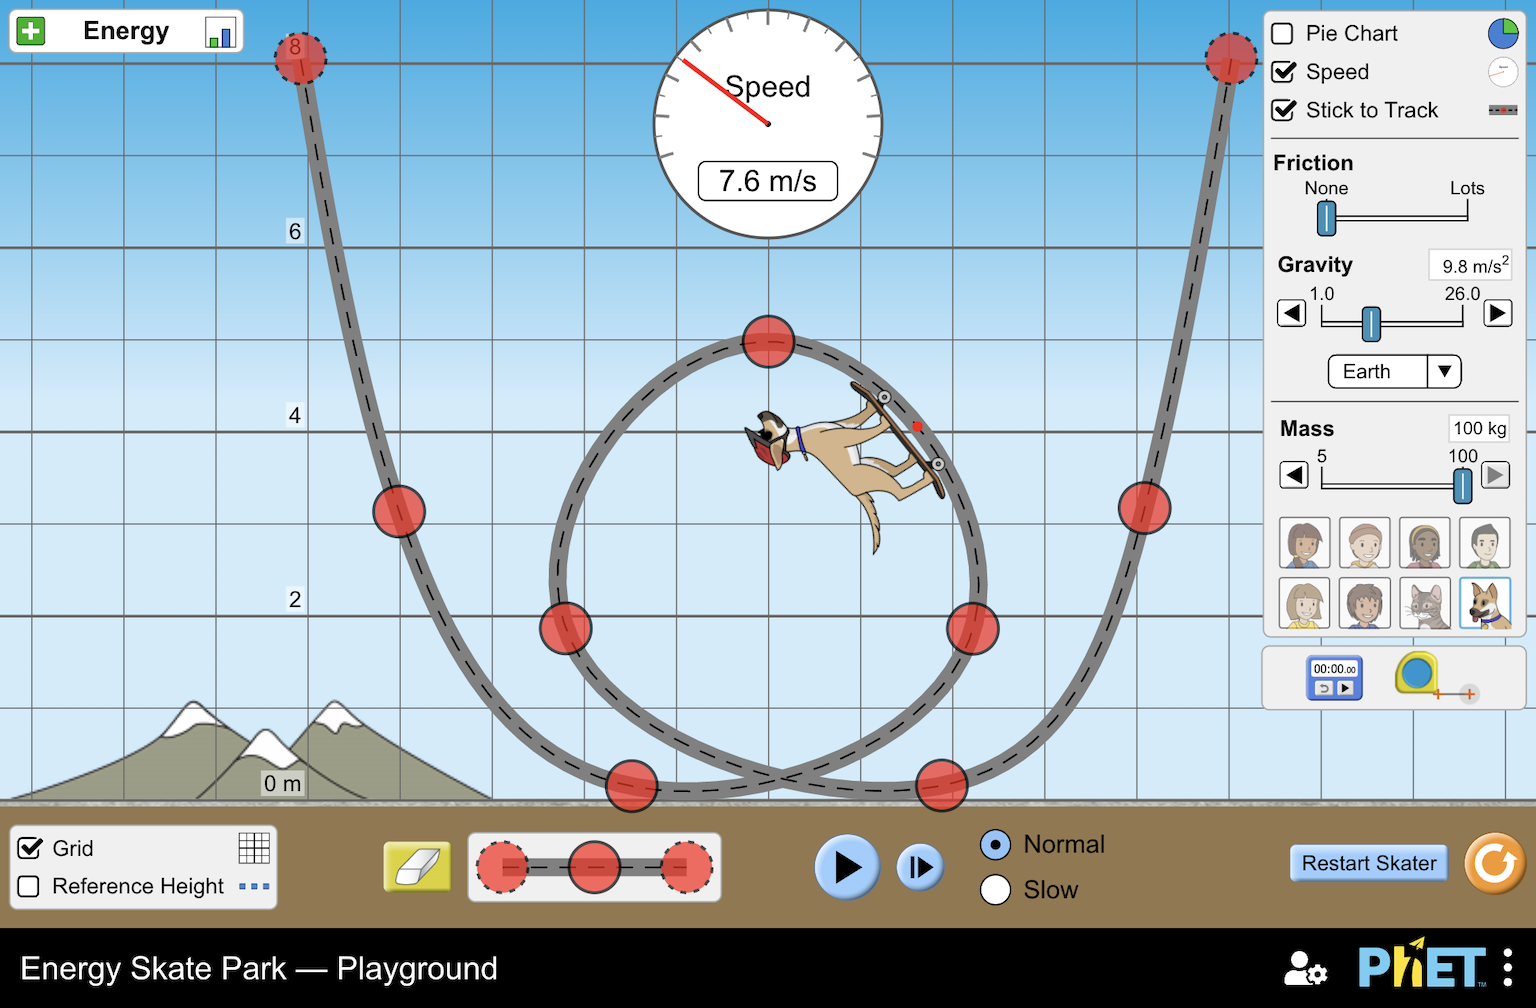 Energy
8
6
4
2
0 m
Speed
7.6 m/s
Pie Chart
Speed
Stick to Track
Friction
None
Lots
Gravity
9.8 m/s²
1.0
26.0
Earth
Mass
100 kg
5
100
00:00.00
Grid
Reference Height
Normal
Slow
Restart Skater
Energy Skate Park — Playground
PhET™